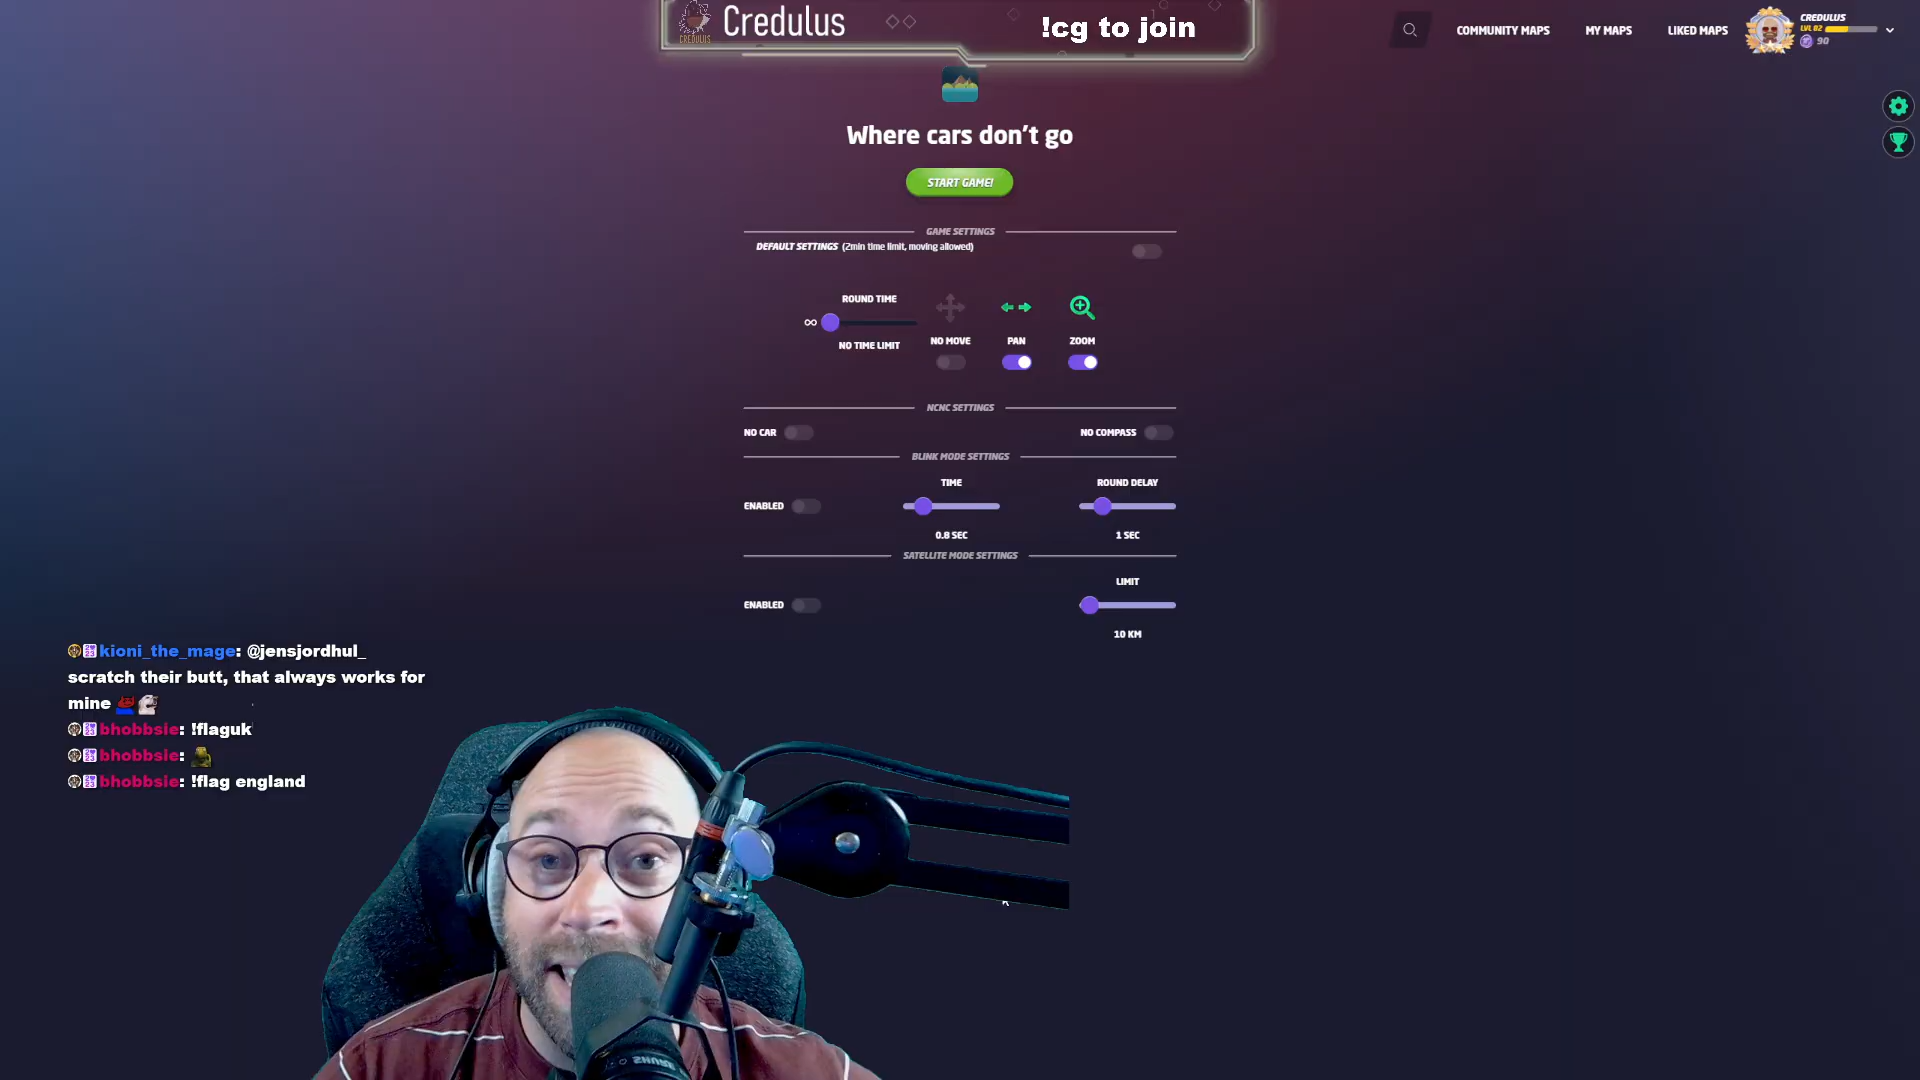 CREDULUS
Credulus
!cg to join
COMMUNITY MAPS
MY MAPS
LIKED MAPS
CREDULUS
LVL 82
90
Where cars don't go
START GAME!
GAME SETTINGS
DEFAULT SETTINGS (2min time limit, moving allowed)
ROUND TIME
∞
NO TIME LIMIT
NO MOVE
PAN
ZOOM
NCNC SETTINGS
NO CAR
NO COMPASS
BLINK MODE SETTINGS
TIME
ROUND DELAY
ENABLED
0.8 SEC
1 SEC
SATELLITE MODE SETTINGS
LIMIT
ENABLED
10 KM
kioni_the_mage: @jensjordhul_
scratch their butt, that always works for
mine
bhobbsie: !flaguk
bhobbsie:
bhobbsie: !flag england